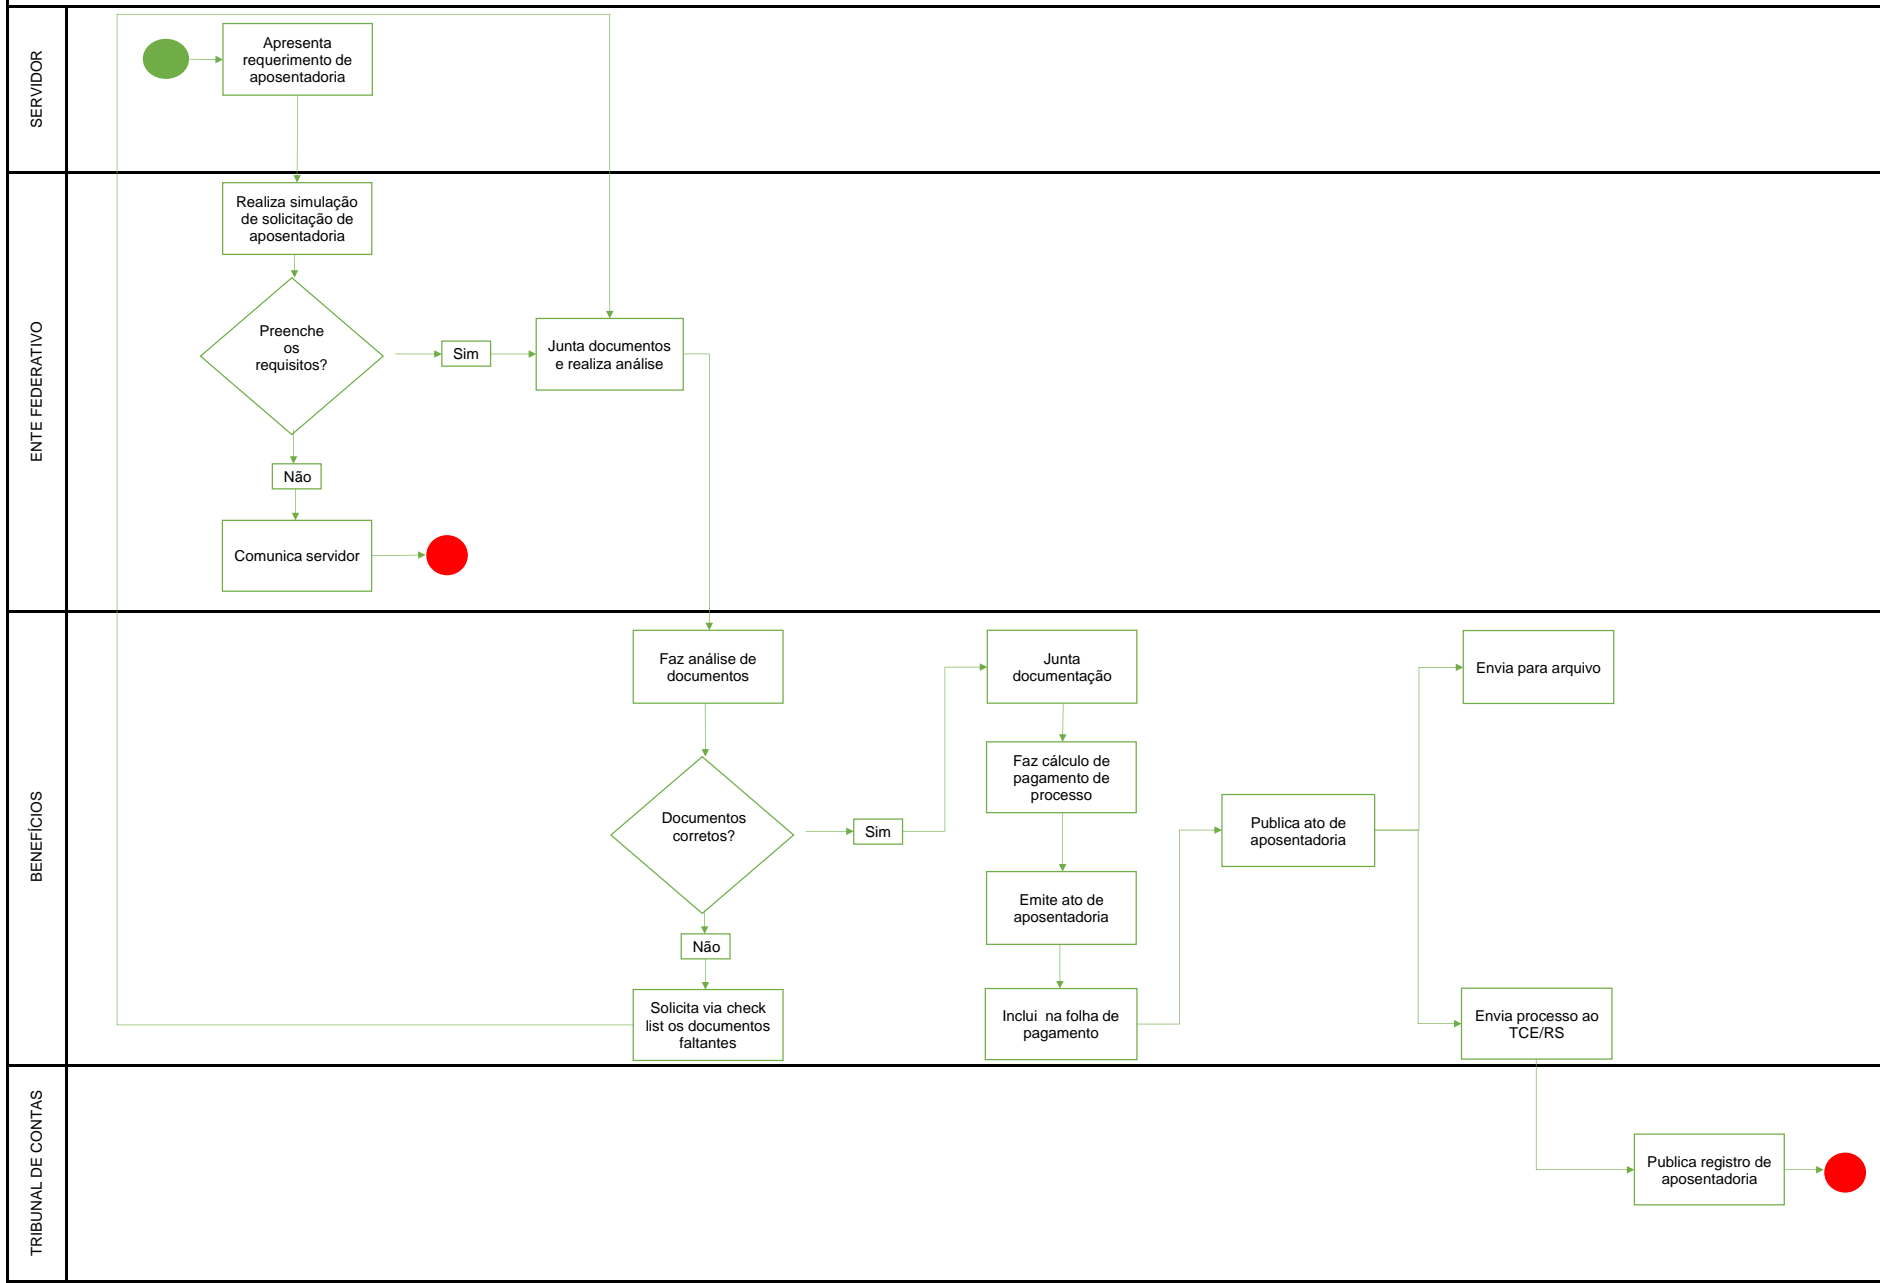 SERVIDOR
Apresenta
requerimento de
aposentadoria
ENTE FEDERATIVO
Realiza simulação
de solicitação de
aposentadoria
Preenche
os
requisitos?
Sim
Junta documentos
e realiza análise
Não
Comunica servidor
BENEFÍCIOS
Faz análise de
documentos
Documentos
corretos?
Sim
Não
Solicita via check
list os documentos
faltantes
Junta
documentação
Faz cálculo de
pagamento de
processo
Emite ato de
aposentadoria
Inclui  na folha de
pagamento
Publica ato de
aposentadoria
Envia para arquivo
Envia processo ao
TCE/RS
TRIBUNAL DE CONTAS
Publica registro de
aposentadoria